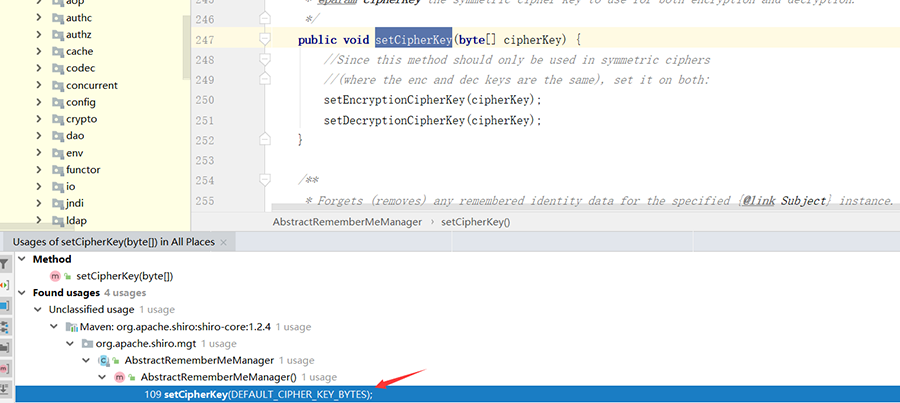 aop
authc
authz
cache
codec
concurrent
config
crypto
dao
env
functor
io
jndi
ldap
245 * @param cipherKey the symmetric cipher key to use for both encryption and decryption.
246 */
247 public void setCipherKey(byte[] cipherKey) {
248 //Since this method should only be used in symmetric ciphers
249 //(where the enc and dec keys are the same), set it on both:
250 setEncryptionCipherKey(cipherKey);
251 setDecryptionCipherKey(cipherKey);
252 }
253
254 /**
255 * Forgets (removes) any remembered identity data for the specified {@link Subject} instance.
AbstractRememberMeManager › setCipherKey()
Usages of setCipherKey(byte[]) in All Places ×
Method
m setCipherKey(byte[])
Found usages 4 usages
Unclassified usage 1 usage
Maven: org.apache.shiro:shiro-core:1.2.4 1 usage
org.apache.shiro.mgt 1 usage
C AbstractRememberMeManager 1 usage
m AbstractRememberMeManager() 1 usage
109 setCipherKey(DEFAULT_CIPHER_KEY_BYTES);